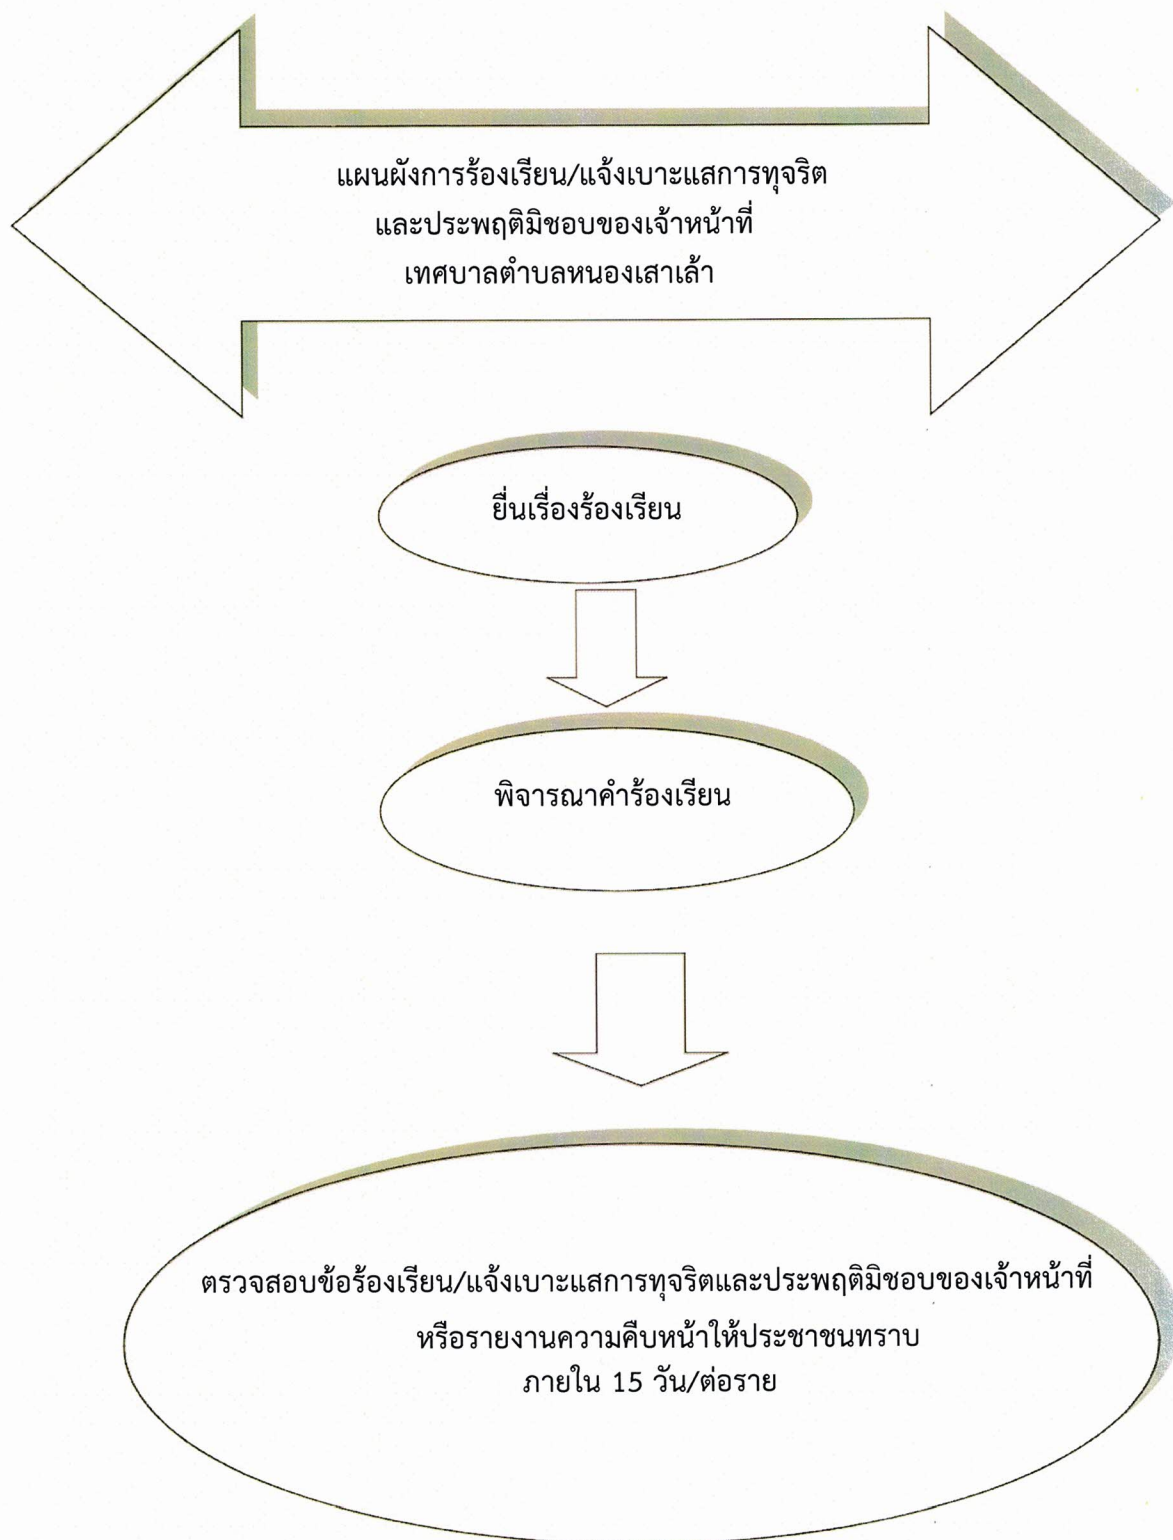 แผนผังการร้องเรียน/แจ้งเบาะแสการทุจริต
และประพฤติมิชอบของเจ้าหน้าที่
เทศบาลตำบลหนองเสาเล้า
ยื่นเรื่องร้องเรียน
พิจารณาคำร้องเรียน
ตรวจสอบข้อร้องเรียน/แจ้งเบาะแสการทุจริตและประพฤติมิชอบของเจ้าหน้าที่
หรือรายงานความคืบหน้าให้ประชาชนทราบ
ภายใน 15 วัน/ต่อราย